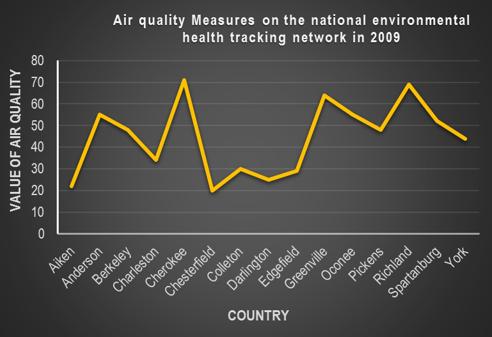 Air quality Measures on the national environmental
health tracking network in 2009
VALUE OF AIR QUALITY
80
70
60
50
40
30
20
10
0
Aiken
Anderson
Berkeley
Charleston
Cherokee
Chesterfield
Colleton
Darlington
Edgefield
Greenville
Oconee
Pickens
Richland
Spartanburg
York
COUNTRY